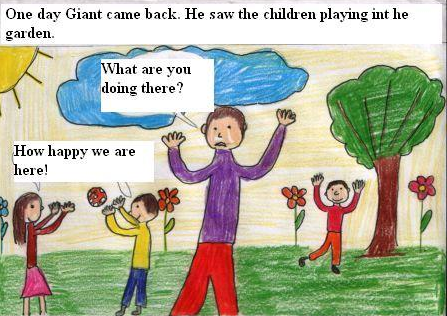 One day Giant came back. He saw the children playing int he
garden.
What are you
doing there?
How happy we are
here!